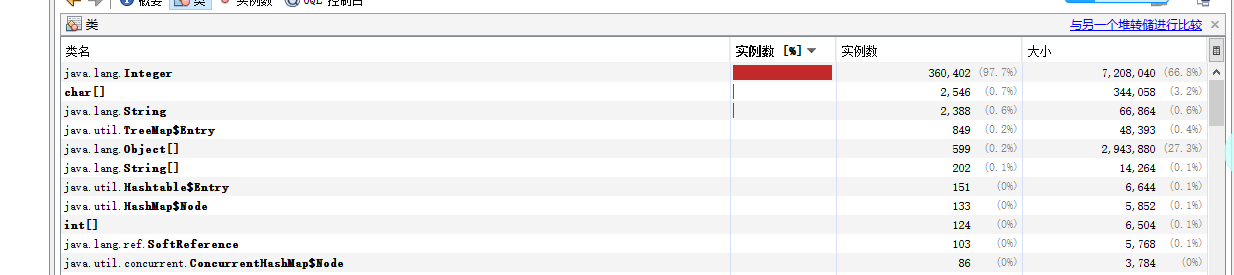 概要 类 实例数 OQL 控制台
类 与另一个堆转储进行比较
类名 实例数 [%] 实例数 大小
java.lang.Integer 360,402 (97.7%) 7,208,040 (66.8%)
char[] 2,546 (0.7%) 344,058 (3.2%)
java.lang.String 2,388 (0.6%) 66,864 (0.6%)
java.util.TreeMap$Entry 849 (0.2%) 48,393 (0.4%)
java.lang.Object[] 599 (0.2%) 2,943,880 (27.3%)
java.lang.String[] 202 (0.1%) 14,264 (0.1%)
java.util.Hashtable$Entry 151 (0%) 6,644 (0.1%)
java.util.HashMap$Node 133 (0%) 5,852 (0.1%)
int[] 124 (0%) 6,504 (0.1%)
java.lang.ref.SoftReference 103 (0%) 5,768 (0.1%)
java.util.concurrent.ConcurrentHashMap$Node 86 (0%) 3,784 (0%)